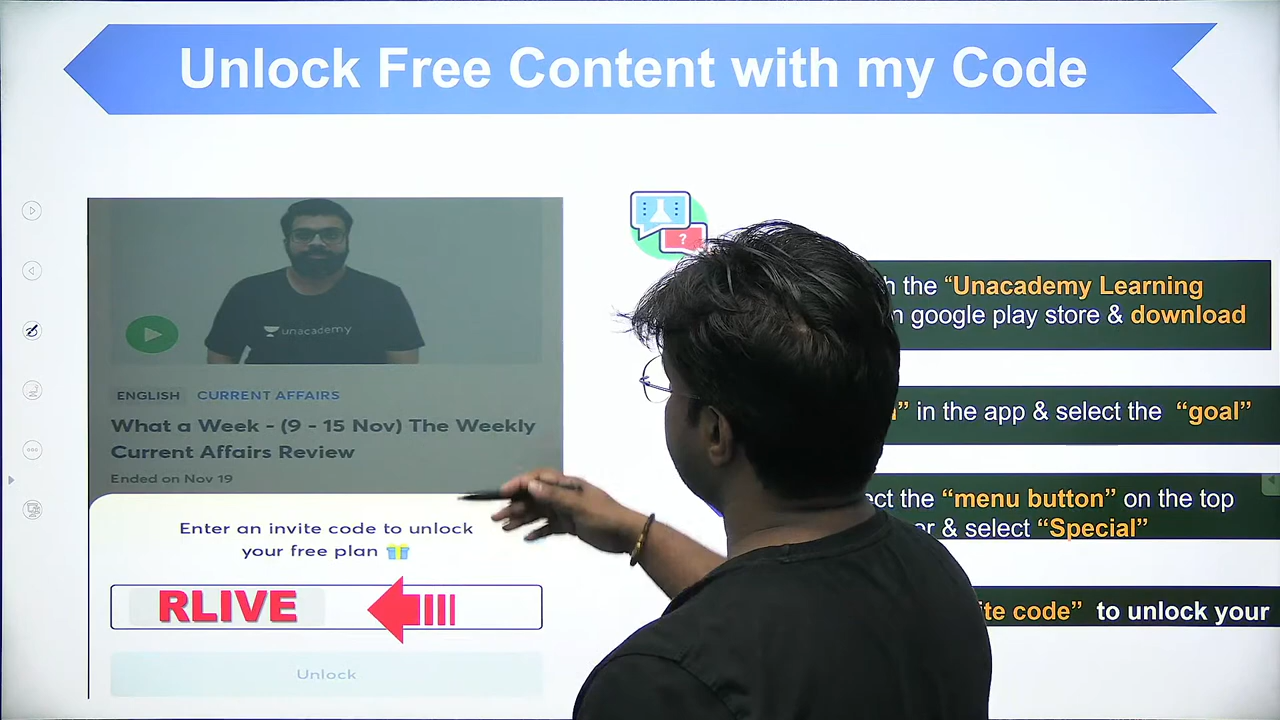 Unlock Free Content with my Code
unacademy
ENGLISH CURRENT AFFAIRS
What a Week - (9 - 15 Nov) The Weekly
Current Affairs Review
Ended on Nov 19
Enter an invite code to unlock
your free plan
RLIVE
Unlock
?
the “Unacademy Learning
google play store & download
” in the app & select the “goal”
the “menu button” on the top
& select “Special”
code” to unlock your